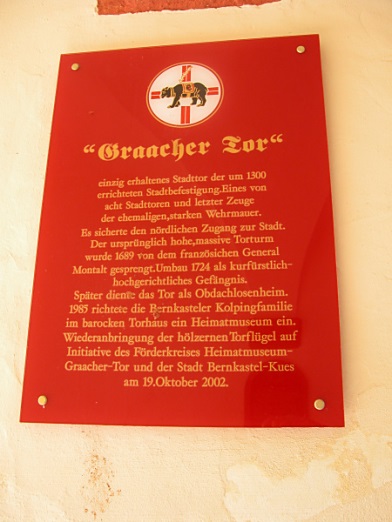 "Graacher Tor"
einzig erhaltenes Stadttor der um 1300
errichteten Stadtbefestigung.Eines von
acht Stadttoren und letzter Zeuge
der ehemaligen,starken Wehrmauer.
Es sicherte den nördlichen Zugang zur Stadt.
Der ursprünglich hohe,massive Torturm
wurde 1689 von dem französichen General
Montalt gesprengt.Umbau 1724 als kurfürstlich-
hochgerichtliches Gefängnis.
Später diente das Tor als Obdachlosenheim.
1985 richtete die Bernkasteler Kolpingfamilie
im barocken Torhaus ein Heimatmuseum ein.
Wiederanbringung der hölzernen Torflügel auf
Initiative des Förderkreises Heimatmuseum-
Graacher-Tor und der Stadt Bernkastel-Kues
am 19.Oktober 2002.